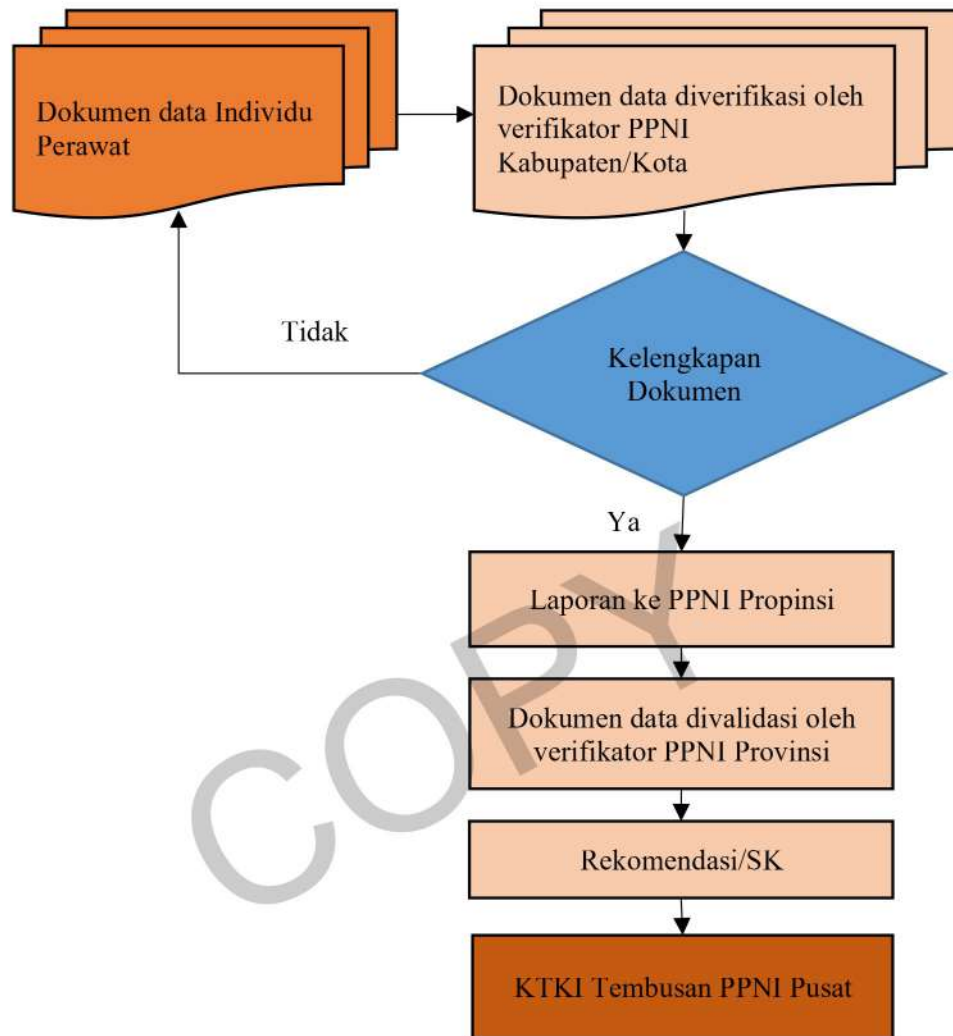 Dokumen data Individu
Perawat
Dokumen data diverifikasi oleh
verifikator PPNI
Kabupaten/Kota
Tidak
Kelengkapan
Dokumen
Ya
Laporan ke PPNI Propinsi
Dokumen data divalidasi oleh
verifikator PPNI Provinsi
Rekomendasi/SK
KTKI Tembusan PPNI Pusat
COPY